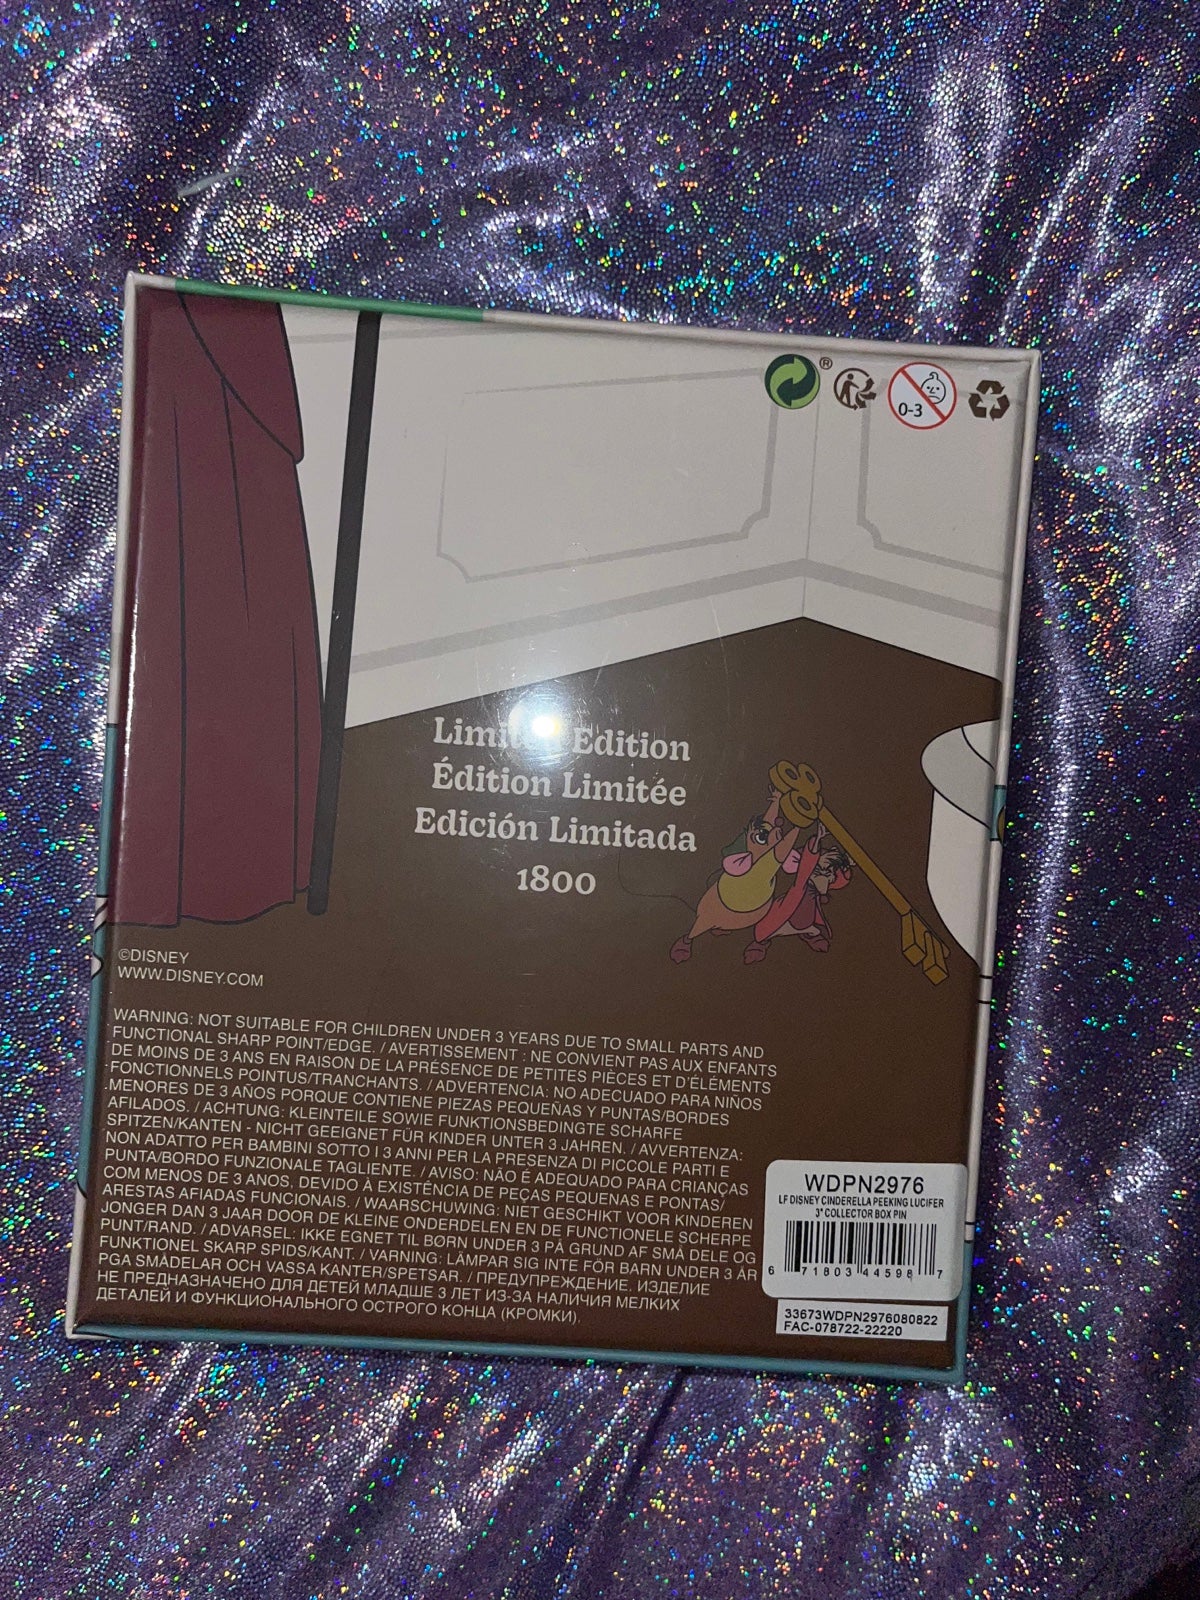 ®
0-3
Edition
Édition Limitée
Edición Limitada
1800
©DISNEY
WWW.DISNEY.COM
WARNING: NOT SUITABLE FOR CHILDREN UNDER 3 YEARS DUE TO SMALL PARTS AND
FUNCTIONAL SHARP POINT/EDGE. / AVERTISSEMENT : NE CONVIENT PAS AUX ENFANTS
DE MOINS DE 3 ANS EN RAISON DE LA PRÉSENCE DE PETITES PIÈCES ET D'ÉLÉMENTS
FONCTIONNELS POINTUS/TRANCHANTS. / ADVERTENCIA: NO ADECUADO PARA NIÑOS
MENORES DE 3 AÑOS PORQUE CONTIENE PIEZAS PEQUEÑAS Y PUNTAS/BORDES
AFILADOS. / ACHTUNG: KLEINTEILE SOWIE FUNKTIONSBEDINGTE SCHARFE
SPITZEN/KANTEN - NICHT GEEIGNET FÜR KINDER UNTER 3 JAHREN. / AVVERTENZA:
NON ADATTO PER BAMBINI SOTTO I 3 ANNI PER LA PRESENZA DI PICCOLE PARTI E
PUNTA/BORDO FUNZIONALE TAGLIENTE. / AVISO: NÃO É ADEQUADO PARA CRIANÇAS
COM MENOS DE 3 ANOS, DEVIDO À EXISTÊNCIA DE PEÇAS PEQUENAS E PONTAS/
ARESTAS AFIADAS FUNCIONAIS. / WAARSCHUWING: NIET GESCHIKT VOOR KINDEREN
JONGER DAN 3 JAAR DOOR DE KLEINE ONDERDELEN EN DE FUNCTIONELE SCHERPE
PUNT/RAND. / ADVARSEL: IKKE EGNET TIL BØRN UNDER 3 PÅ GRUND AF SMÅ DELE OG
FUNKTIONEL SKARP SPIDS/KANT. / VARNING: LÄMPAR SIG INTE FÖR BARN UNDER 3 ÅR
PGA SMÅDELAR OCH VASSA KANTER/SPETSAR. / ПРЕДУПРЕЖДЕНИЕ. ИЗДЕЛИЕ
НЕ ПРЕДНАЗНАЧЕНО ДЛЯ ДЕТЕЙ МЛАДШЕ 3 ЛЕТ ИЗ-ЗА НАЛИЧИЯ МЕЛКИХ
ДЕТАЛЕЙ И ФУНКЦИОНАЛЬНОГО ОСТРОГО КОНЦА (КРОМКИ).
WDPN2976
LF DISNEY CINDERELLA PEEKING LUCIFER
3" COLLECTOR BOX PIN
6 71803 44598 7
33673WDPN2976080822
FAC-078722-22220